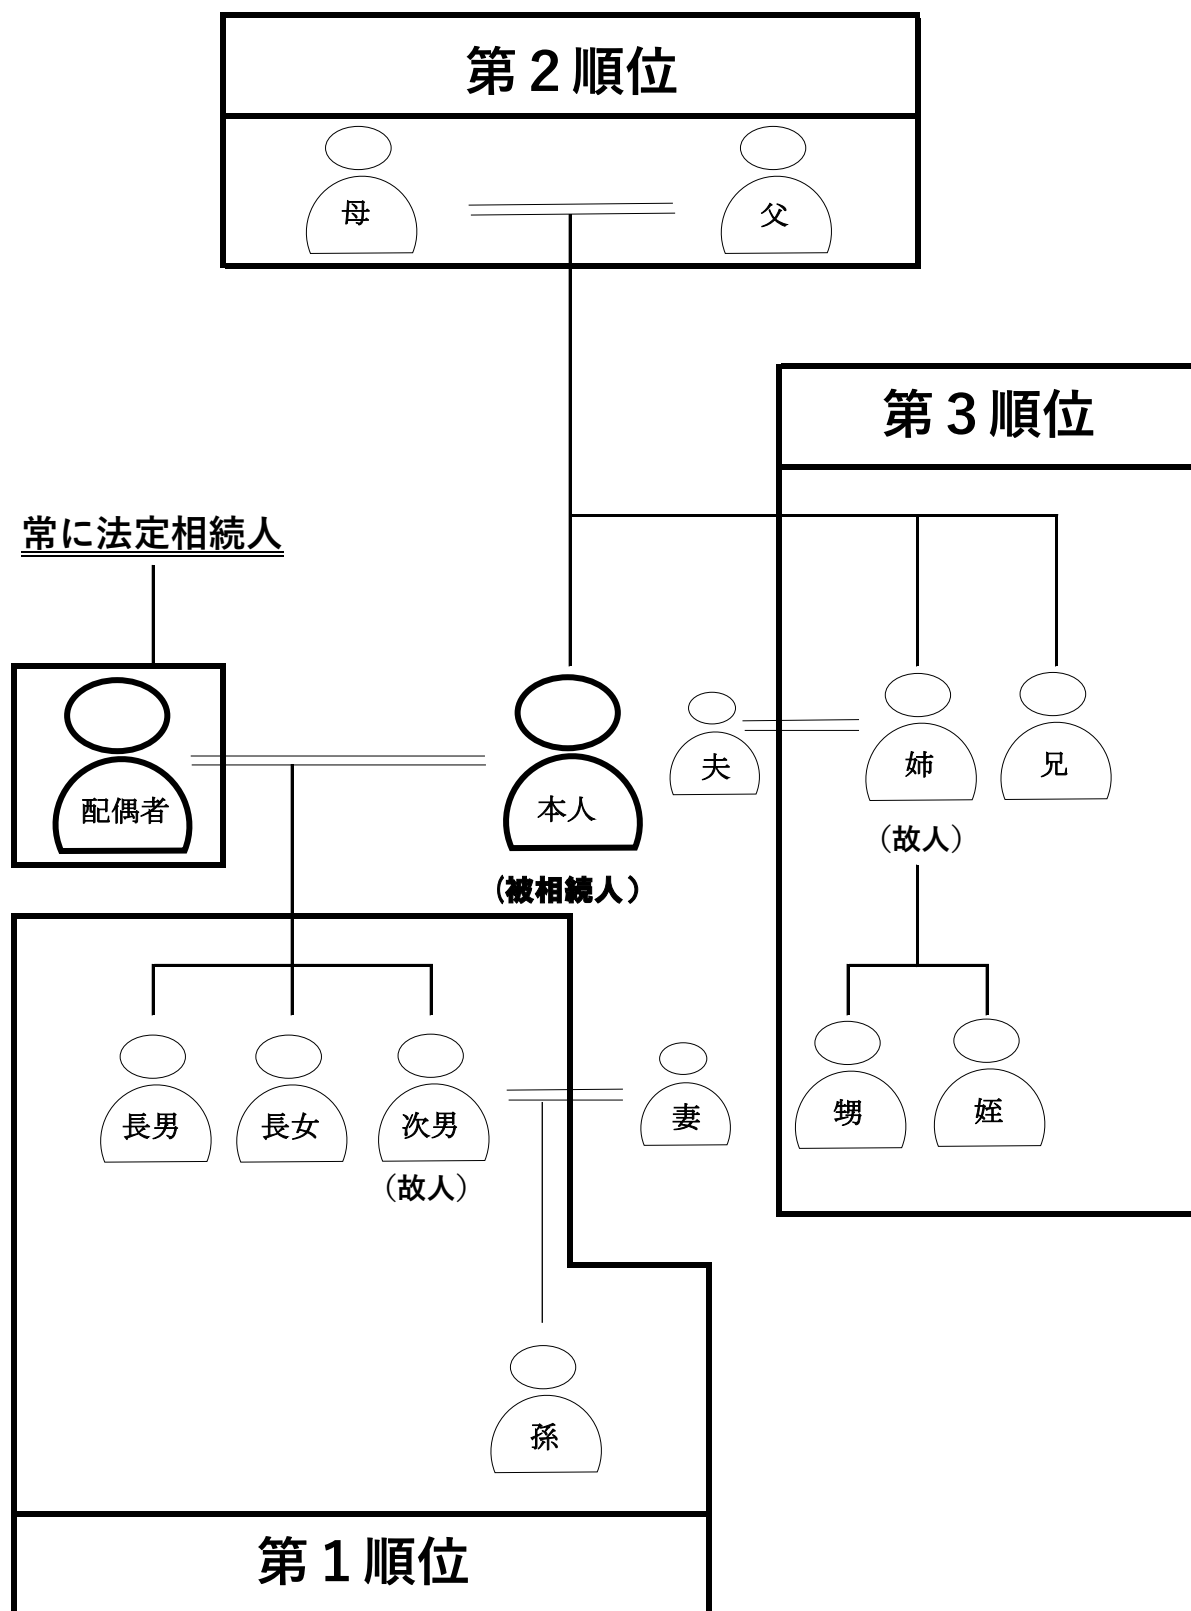 第２順位
母
父
第３順位
常に法定相続人
配偶者
本人
（被相続人）
夫
姉
（故人）
兄
甥
姪
長男
長女
次男
（故人）
妻
孫
第１順位